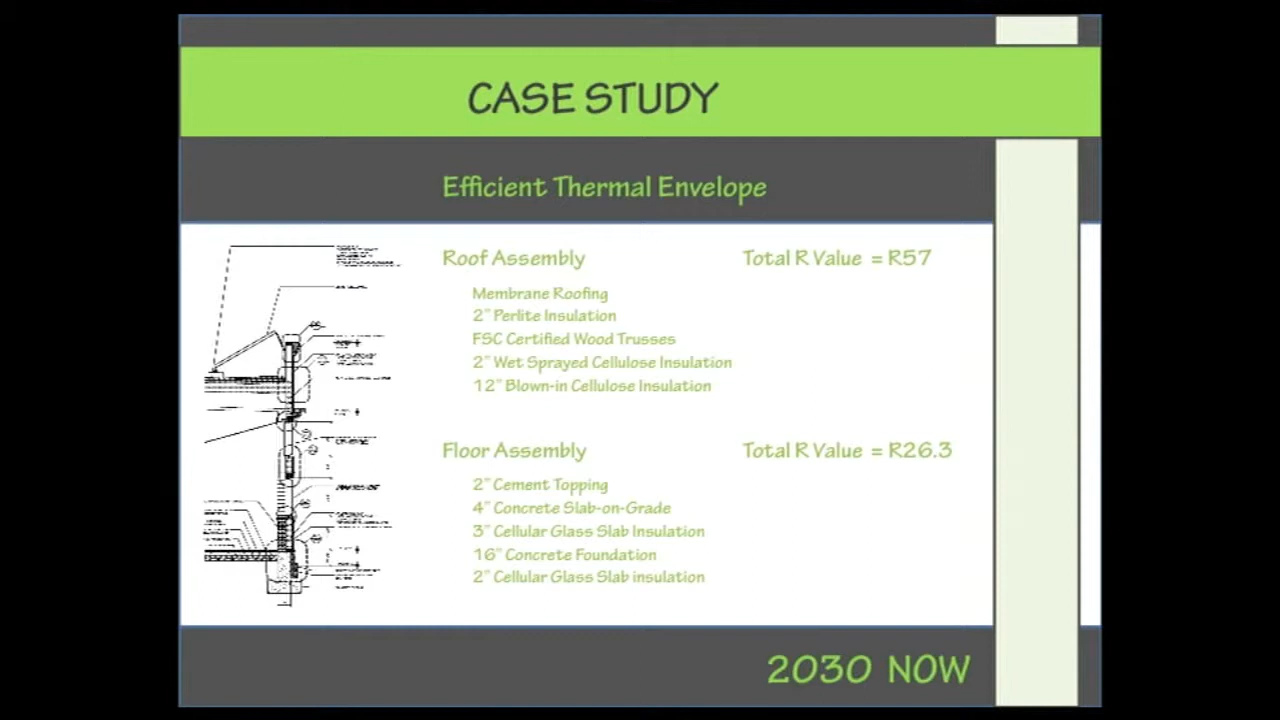 CASE STUDY
Efficient Thermal Envelope
Roof Assembly Total R Value = R57
Membrane Roofing
2" Perlite Insulation
FSC Certified Wood Trusses
2" Wet Sprayed Cellulose Insulation
12" Blown-in Cellulose Insulation
Floor Assembly Total R Value = R26.3
2" Cement Topping
4" Concrete Slab-on-Grade
3" Cellular Glass Slab Insulation
16" Concrete Foundation
2" Cellular Glass Slab insulation
2030 NOW